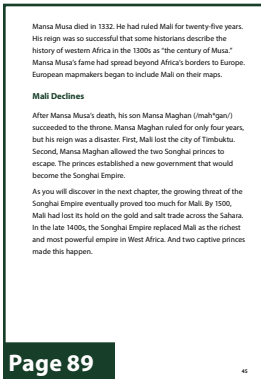 Mansa Musa died in 1332. He had ruled Mali for twenty-five years.
His reign was so successful that some historians describe the
history of western Africa in the 1300s as “the century of Musa.”
Mansa Musa’s fame had spread beyond Africa’s borders to Europe.
European mapmakers began to include Mali on their maps.
Mali Declines
After Mansa Musa’s death, his son Mansa Maghan (/mah*gan/)
succeeded to the throne. Mansa Maghan ruled for only four years,
but his reign was a disaster. First, Mali lost the city of Timbuktu.
Second, Mansa Maghan allowed the two Songhai princes to
escape. The princes established a new government that would
become the Songhai Empire.
As you will discover in the next chapter, the growing threat of the
Songhai Empire eventually proved too much for Mali. By 1500,
Mali had lost its hold on the gold and salt trade across the Sahara.
In the late 1400s, the Songhai Empire replaced Mali as the richest
and most powerful empire in West Africa. And two captive princes
made this happen.
Page 89
45